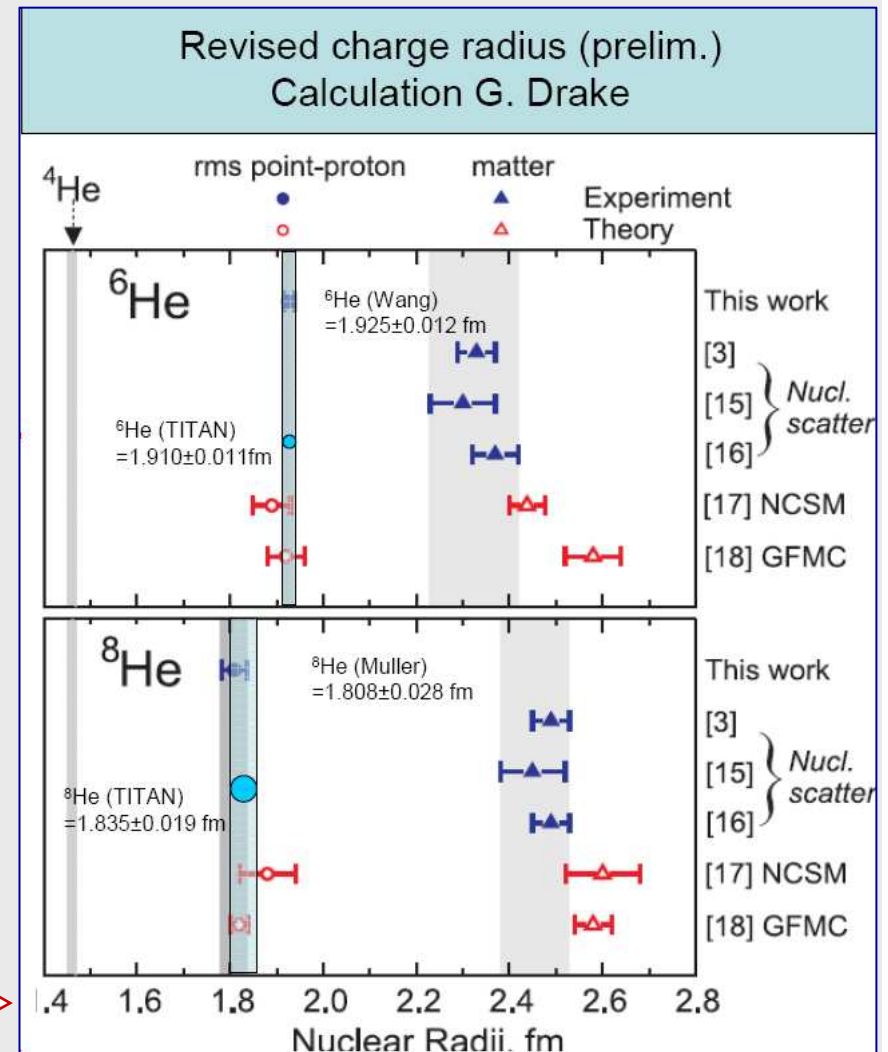 Revised charge radius (prelim.)
Calculation G. Drake
⁴He
rms point-proton matter
Experiment
Theory
⁶He
⁶He (Wang)
=1.925±0.012 fm
This work
[3]
[15]
[16]
Nucl.
scatter
⁶He (TITAN)
=1.910±0.011fm
[17] NCSM
[18] GFMC
⁸He
⁸He (Muller)
=1.808±0.028 fm
This work
[3]
[15]
[16]
Nucl.
scatter
⁸He (TITAN)
=1.835±0.019 fm
[17] NCSM
[18] GFMC
.4 1.6 1.8 2.0 2.2 2.4 2.6 2.8
Nuclear Radii, fm